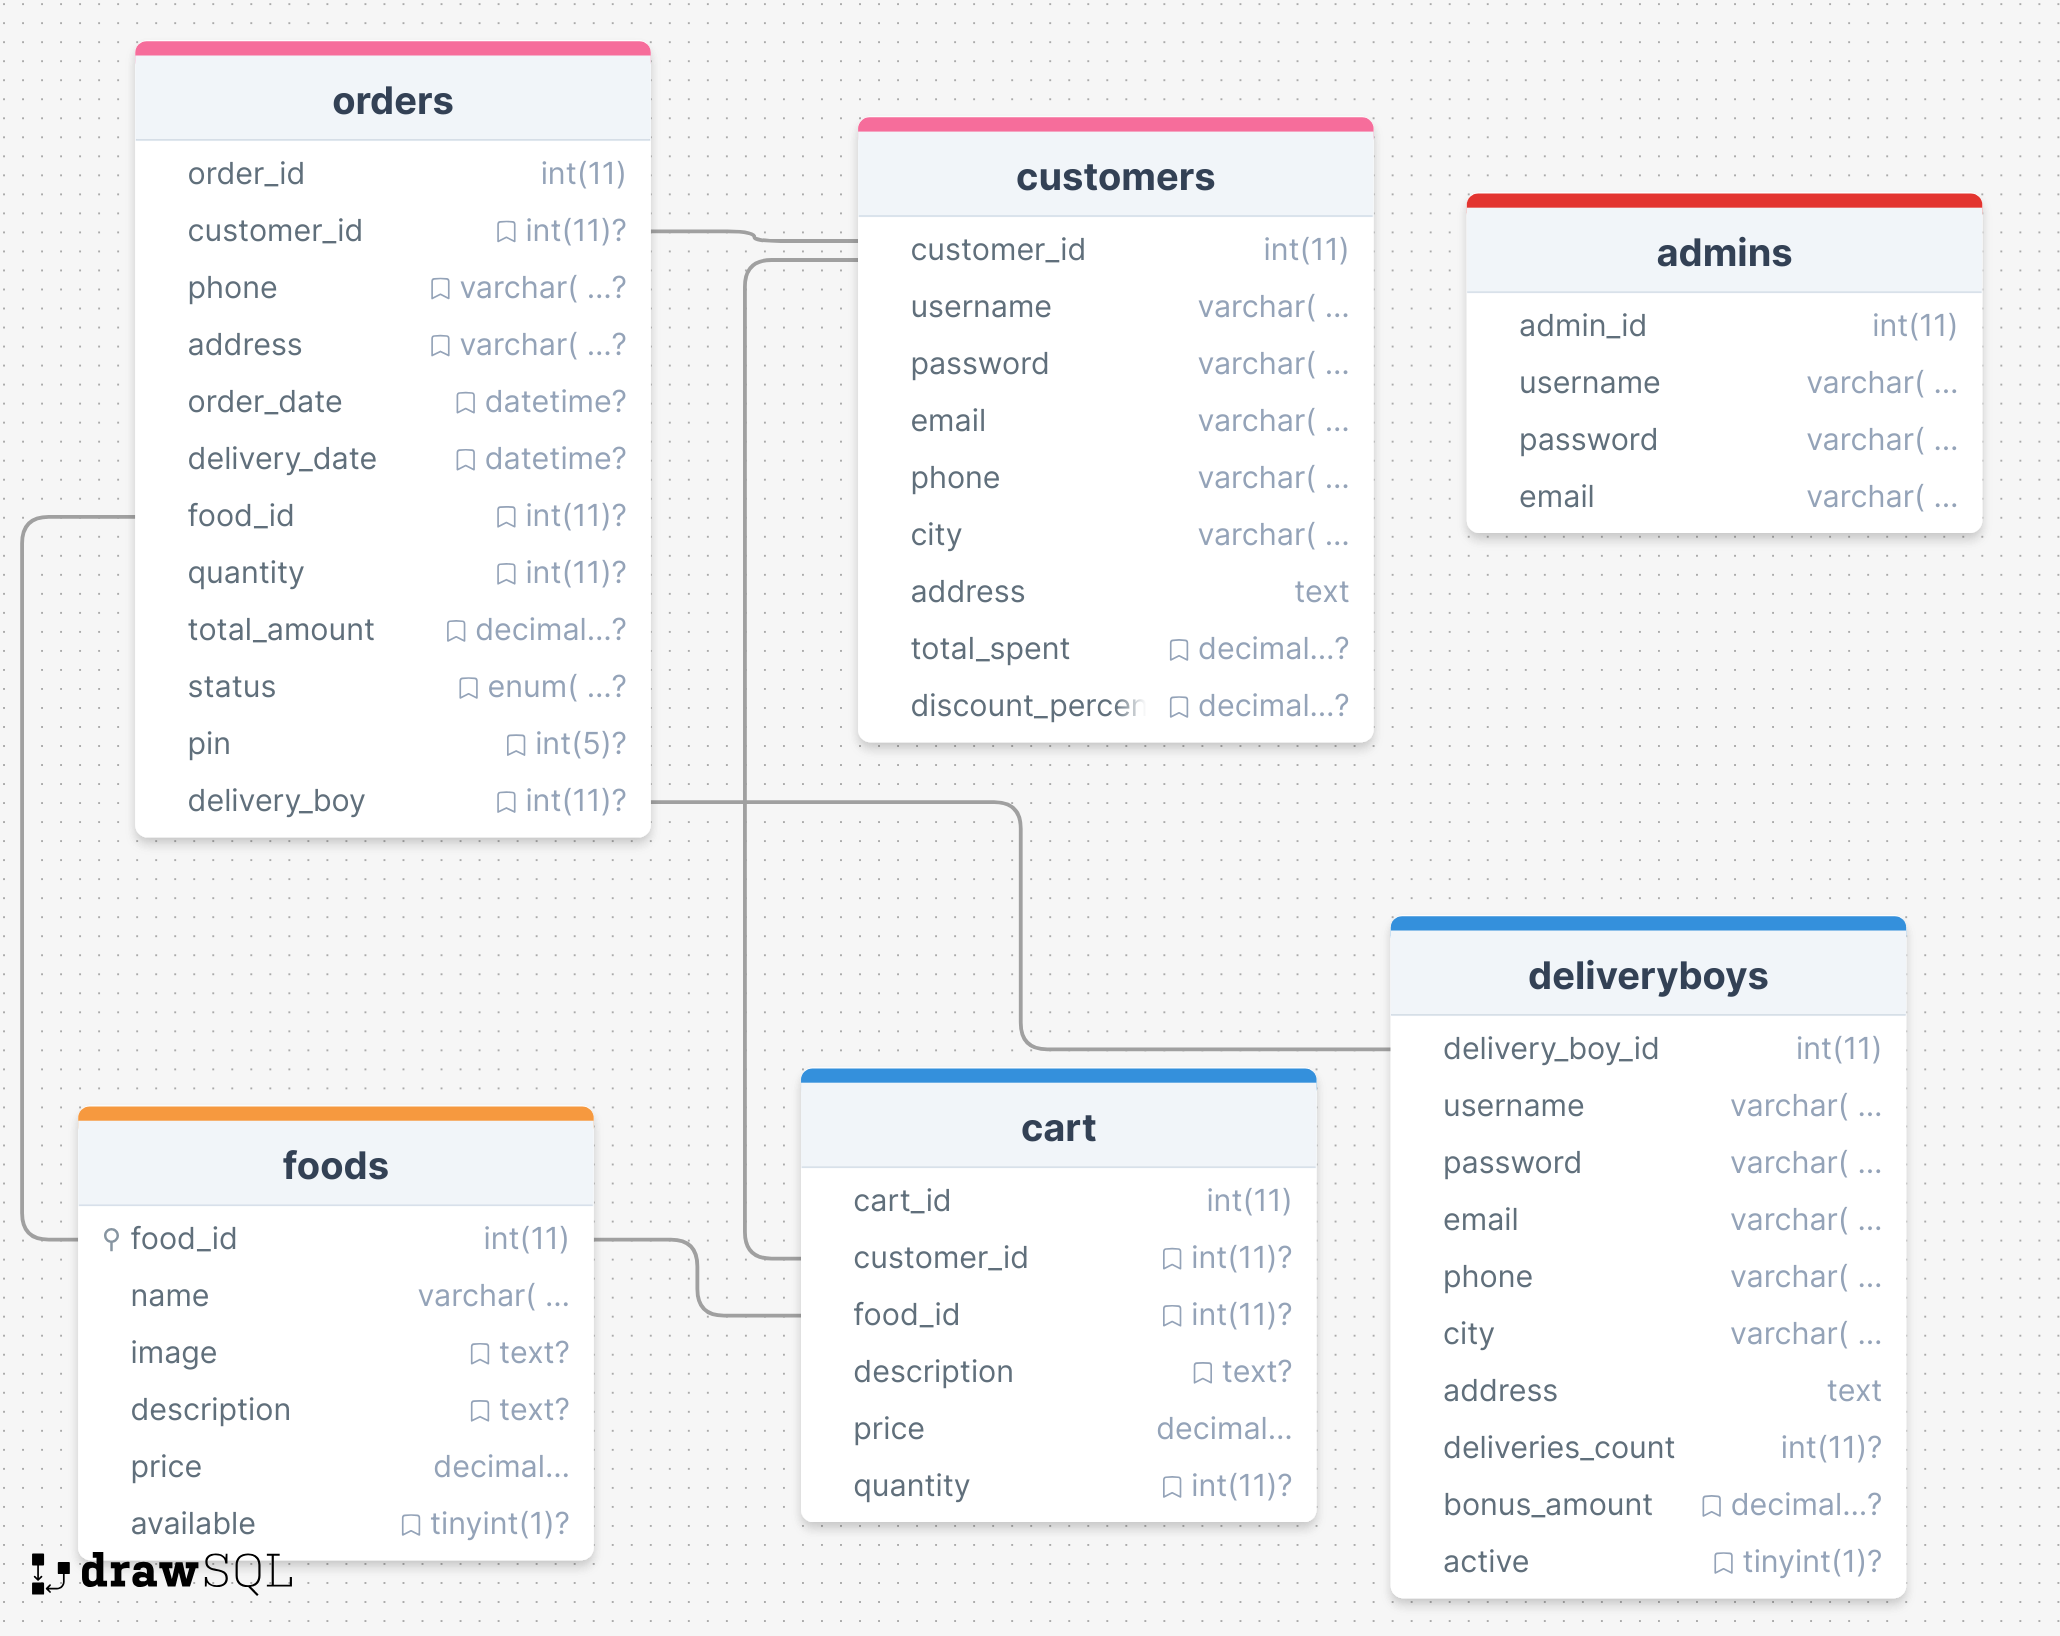 orders
order_id int(11)
customer_id int(11)?
phone varchar( ...?
address varchar( ...?
order_date datetime?
delivery_date datetime?
food_id int(11)?
quantity int(11)?
total_amount decimal...?
status enum( ...?
pin int(5)?
delivery_boy int(11)?
customers
customer_id int(11)
username varchar( ...
password varchar( ...
email varchar( ...
phone varchar( ...
city varchar( ...
address text
total_spent decimal...?
discount_percen decimal...?
admins
admin_id int(11)
username varchar( ...
password varchar( ...
email varchar( ...
foods
food_id int(11)
name varchar( ...
image text?
description text?
price decimal...
available tinyint(1)?
cart
cart_id int(11)
customer_id int(11)?
food_id int(11)?
description text?
price decimal...
quantity int(11)?
deliveryboys
delivery_boy_id int(11)
username varchar( ...
password varchar( ...
email varchar( ...
phone varchar( ...
city varchar( ...
address text
deliveries_count int(11)?
bonus_amount decimal...?
active tinyint(1)?
drawSQL